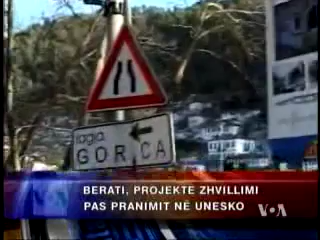 lagja
GORICA
BERATI, PROJEKTE ZHVILLIMI
PAS PRANIMIT NË UNESKO
VOA